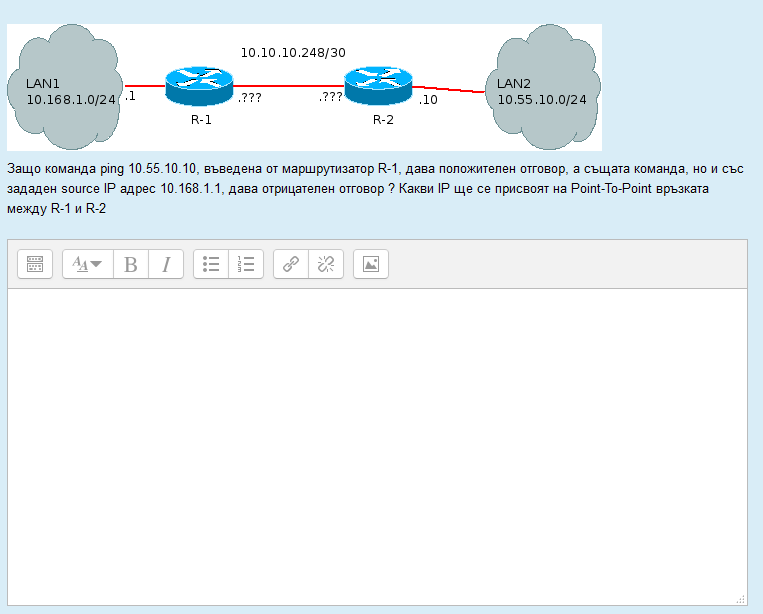 10.10.10.248/30
LAN1
10.168.1.0/24
.1
.???
.???
.10
LAN2
10.55.10.0/24
R-1
R-2
Защо команда ping 10.55.10.10, въведена от маршрутизатор R-1, дава положителен отговор, а същата команда, но и със
зададен source IP адрес 10.168.1.1, дава отрицателен отговор ? Какви IP ще се присвоят на Point-To-Point връзката
между R-1 и R-2